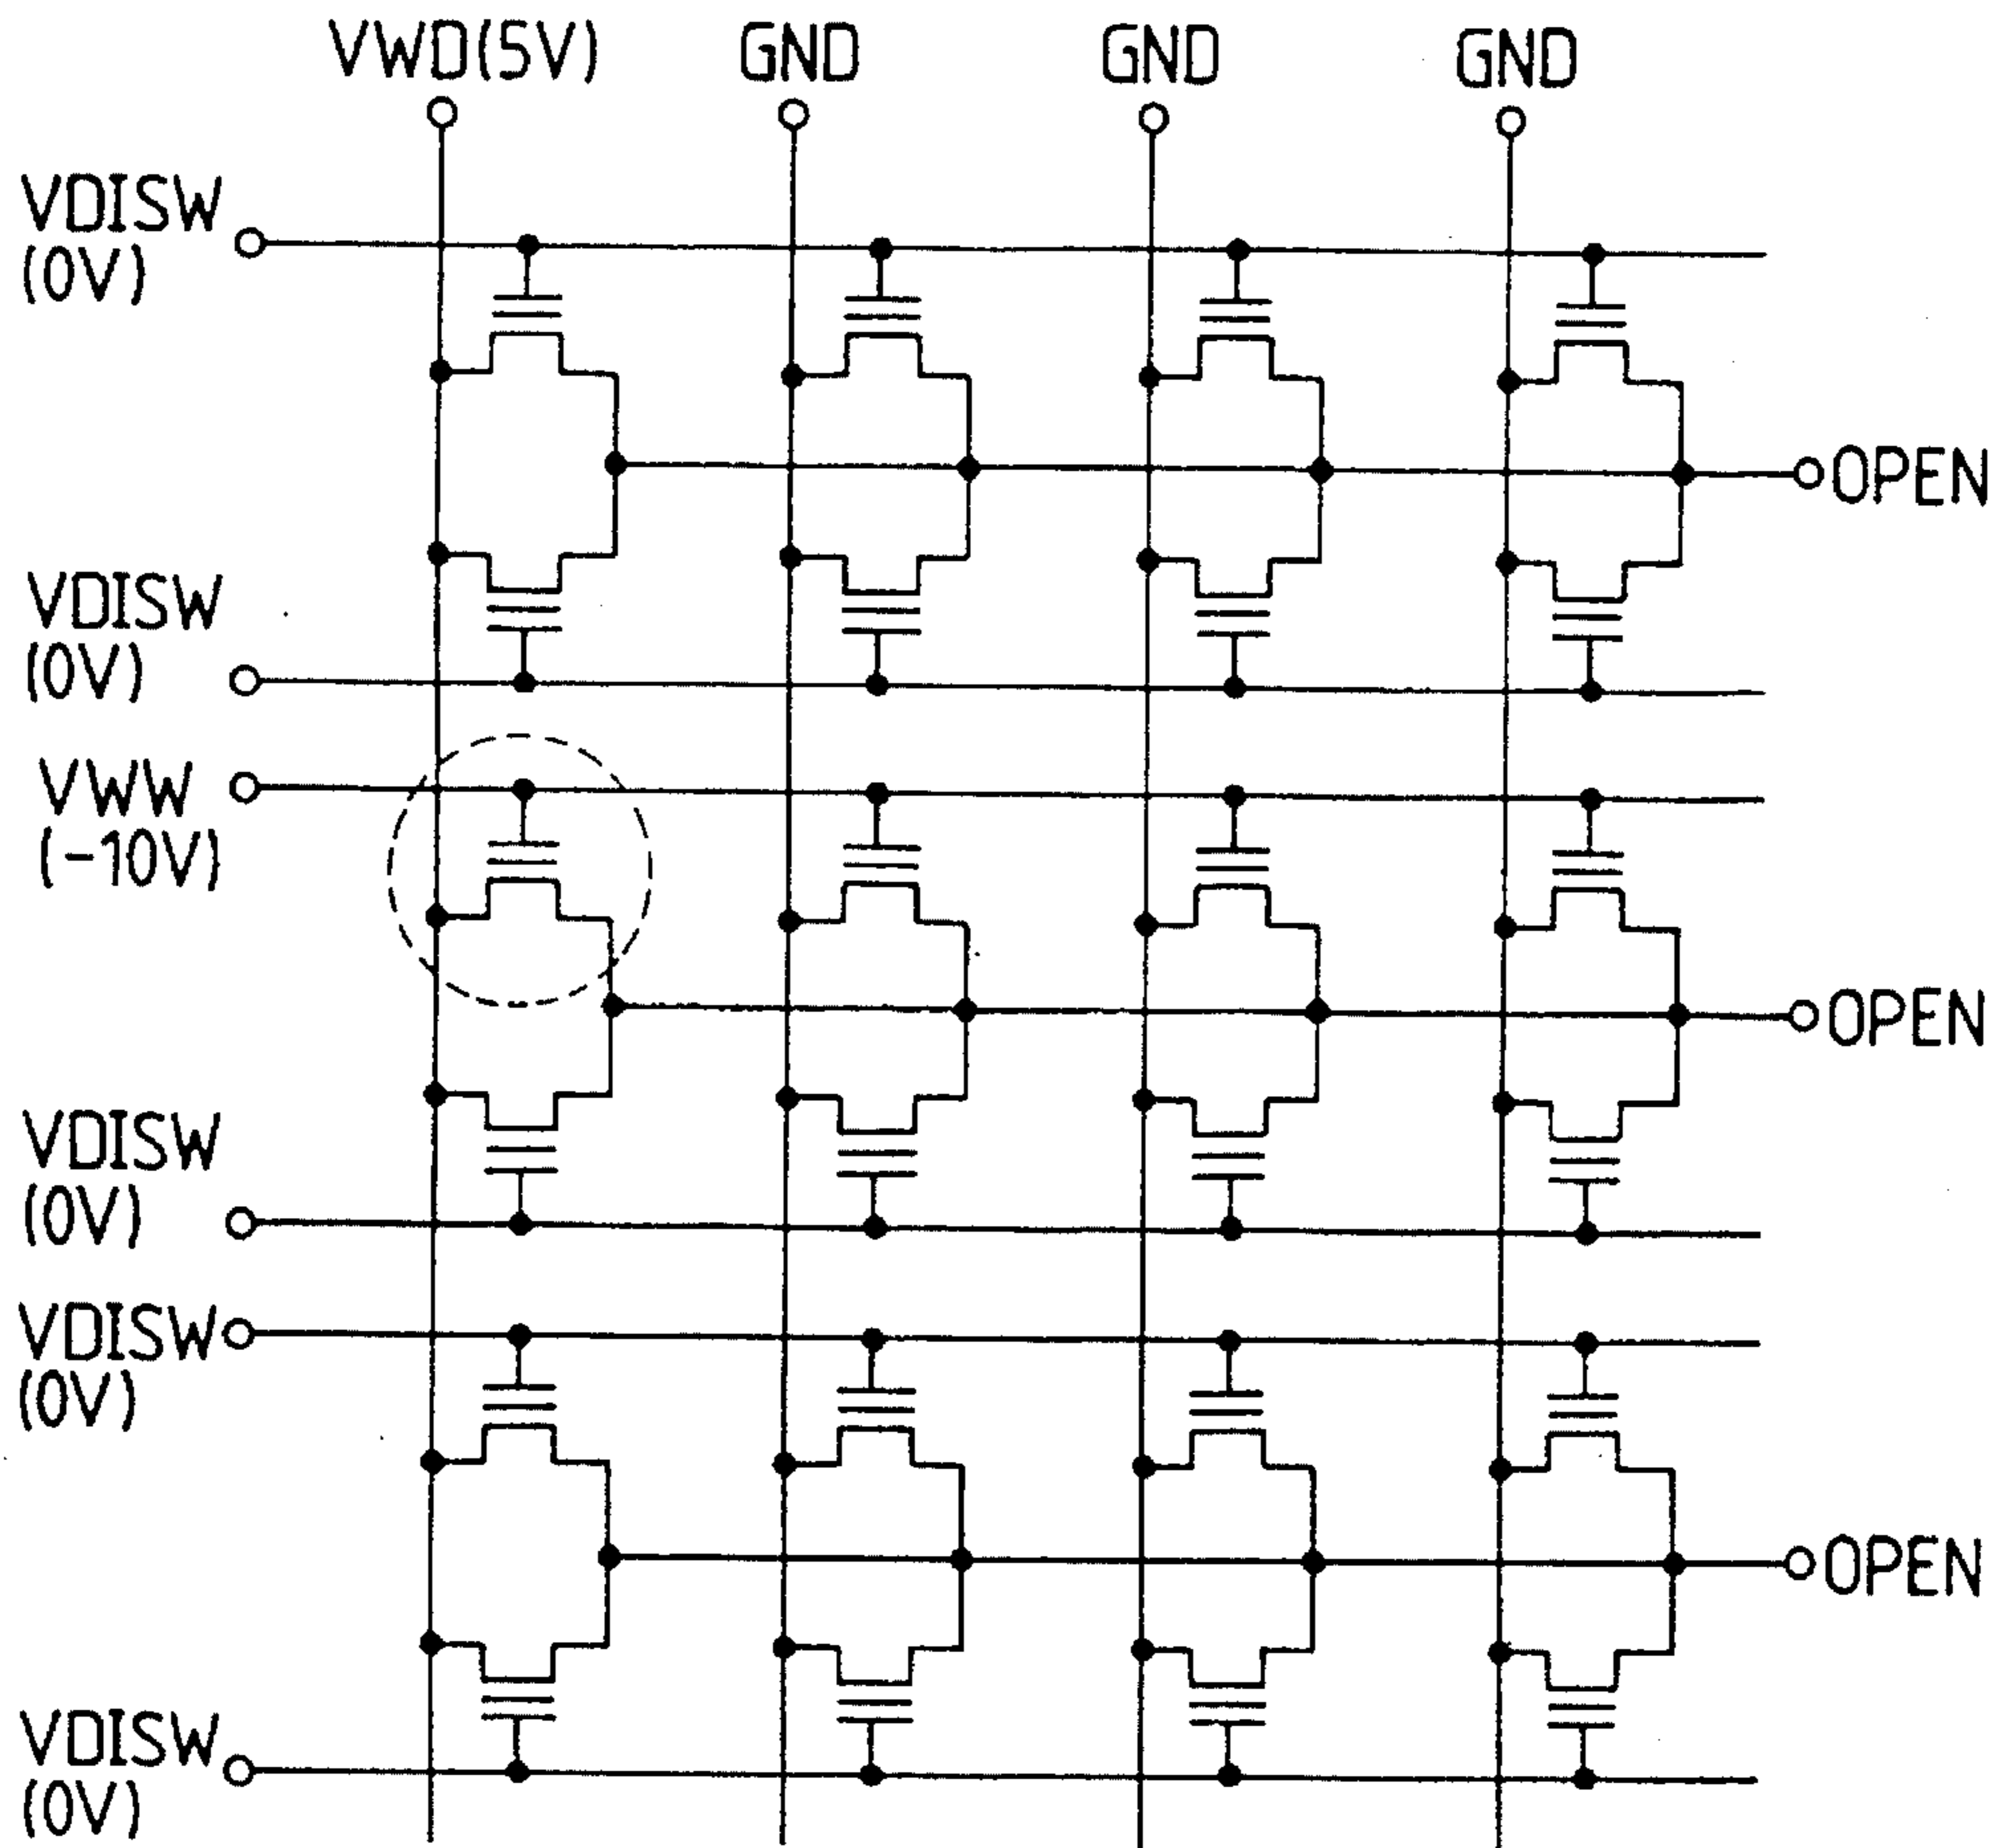 VWD(5V) GND GND GND
VDISW
(0V)
OPEN
VDISW
(0V)
VWW
(-10V)
OPEN
VDISW
(0V)
VDISW
(0V)
OPEN
VDISW
(0V)